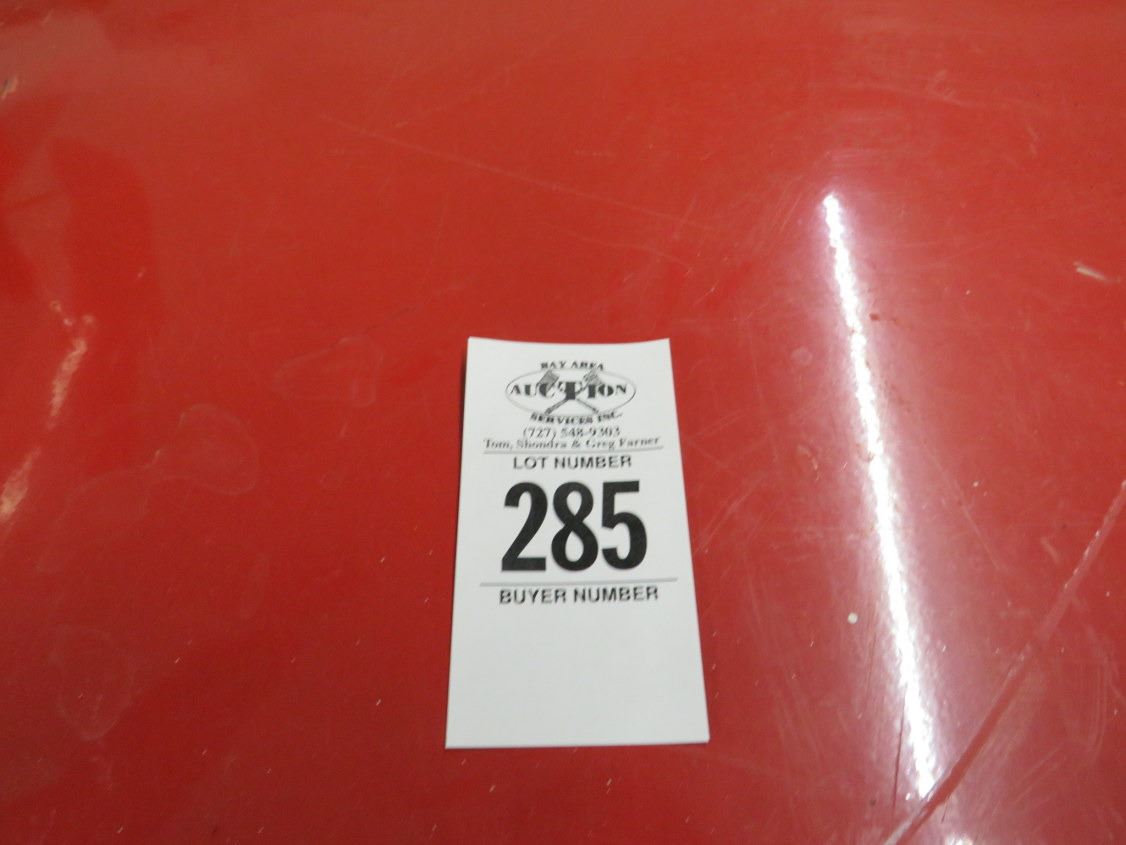 BAY AREA
AUCTION
SERVICES INC.
(727) 548-9303
Tom, Shondra & Greg Farner
LOT NUMBER
285
BUYER NUMBER